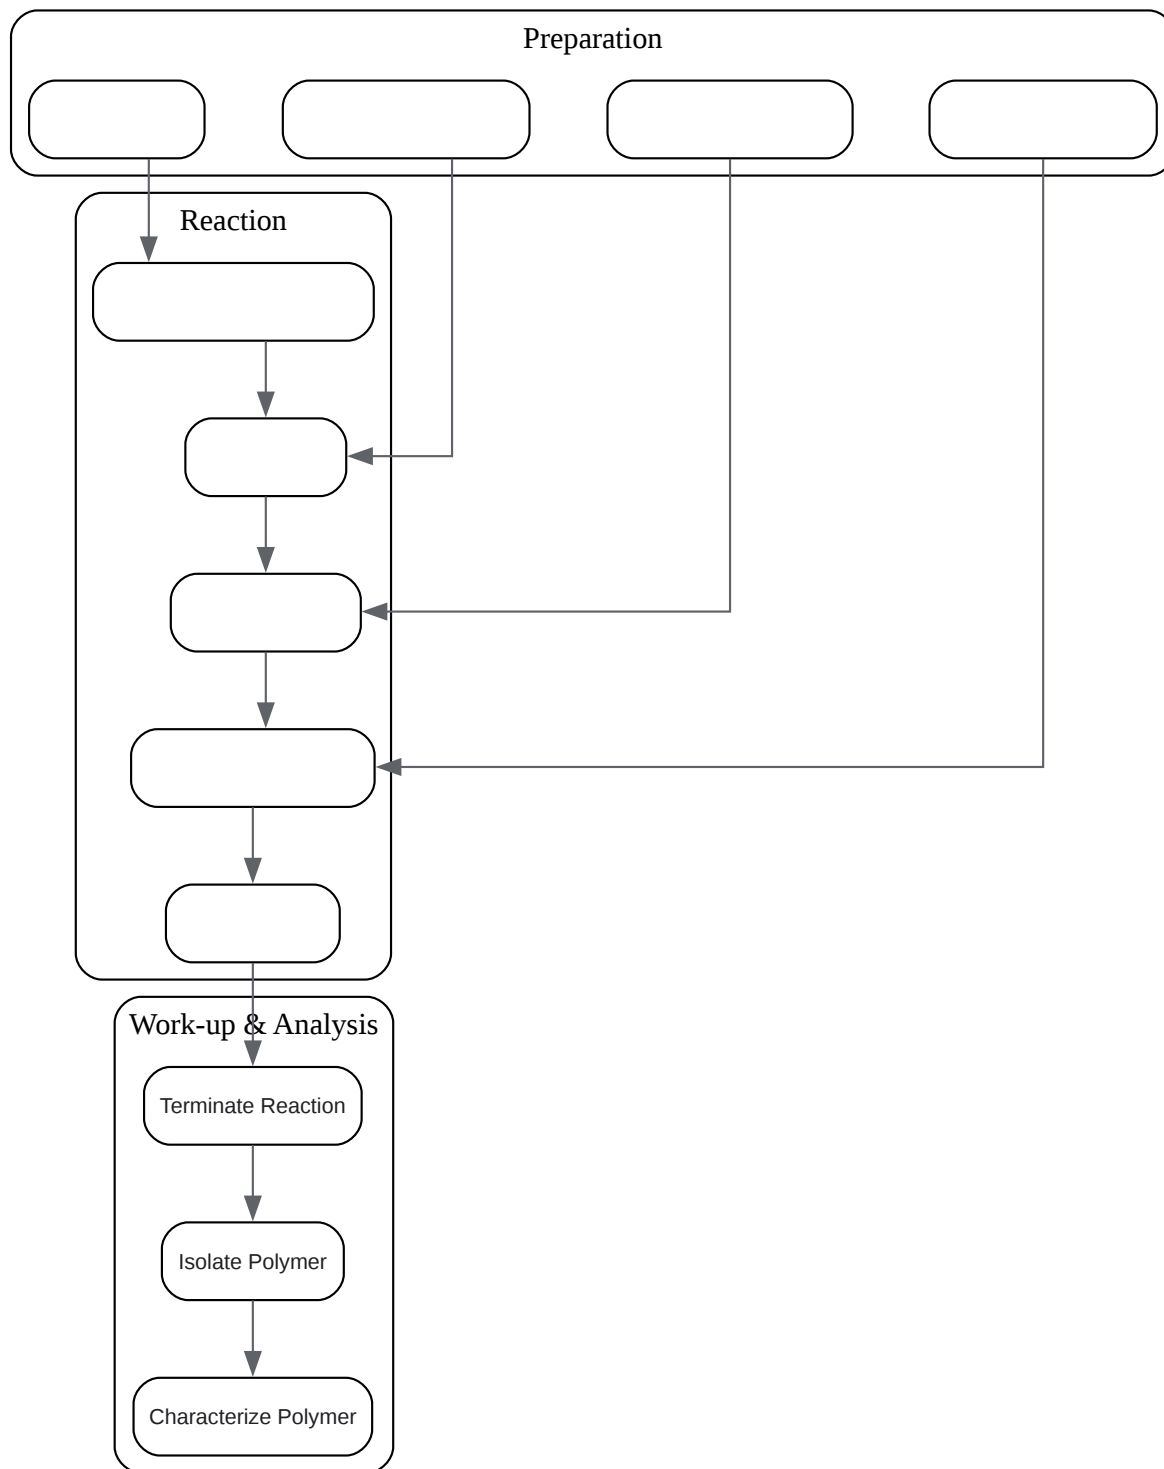 Preparation
Reaction
Work-up & Analysis
Terminate Reaction
Isolate Polymer
Characterize Polymer